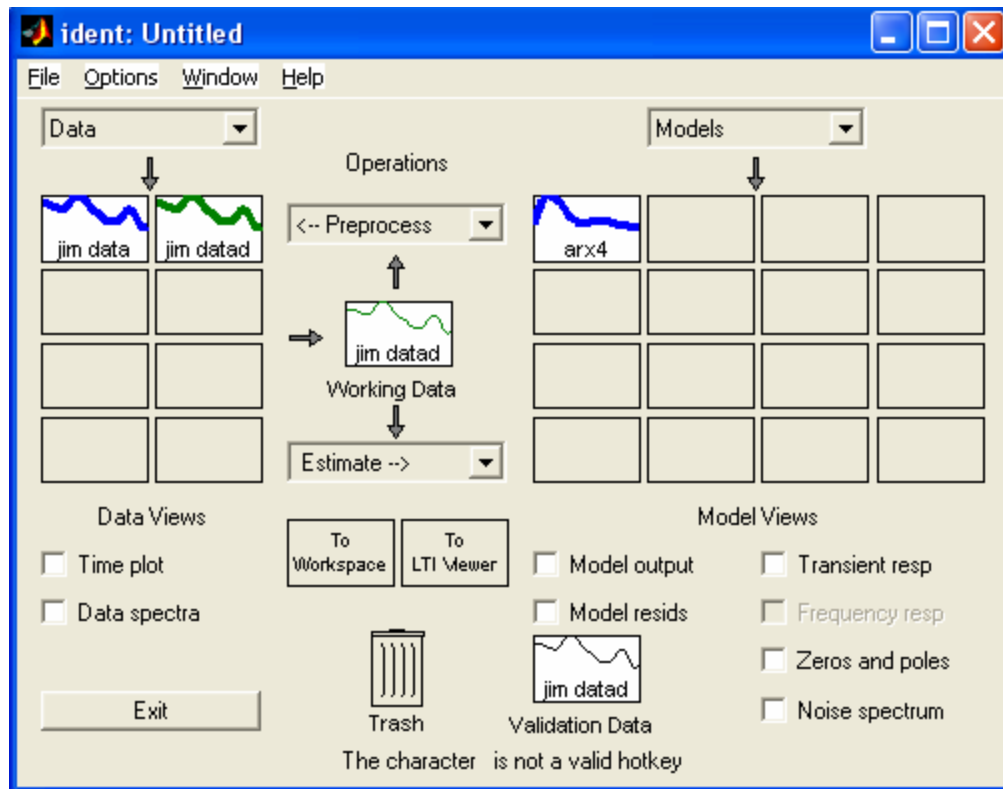 ident: Untitled
File Options Window Help
Data
Models
Operations
jim data
jim datad
<-- Preprocess
arx4
jim datad
Working Data
Estimate -->
Data Views
Model Views
To
Workspace
To
LTI Viewer
Time plot
Model output
Transient resp
Data spectra
Model resids
Frequency resp
jim datad
Zeros and poles
Exit
Trash
Validation Data
Noise spectrum
The character is not a valid hotkey